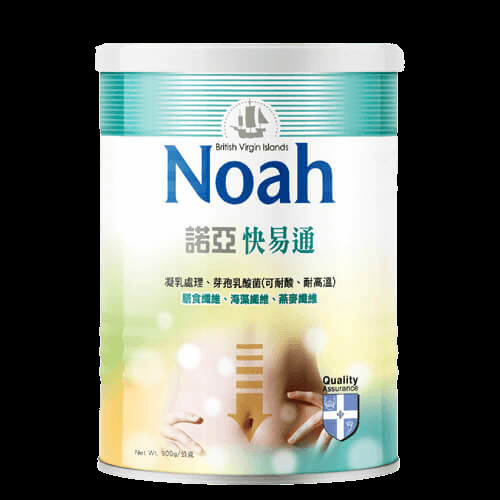 British Virgin Islands
Noah
諾亞 快易通
凝乳處理、芽孢乳酸菌(可耐酸、耐高溫)
膳食纖維、海藻纖維、燕麥纖維
Quality
Assurance
Net Wt. 900g/公克